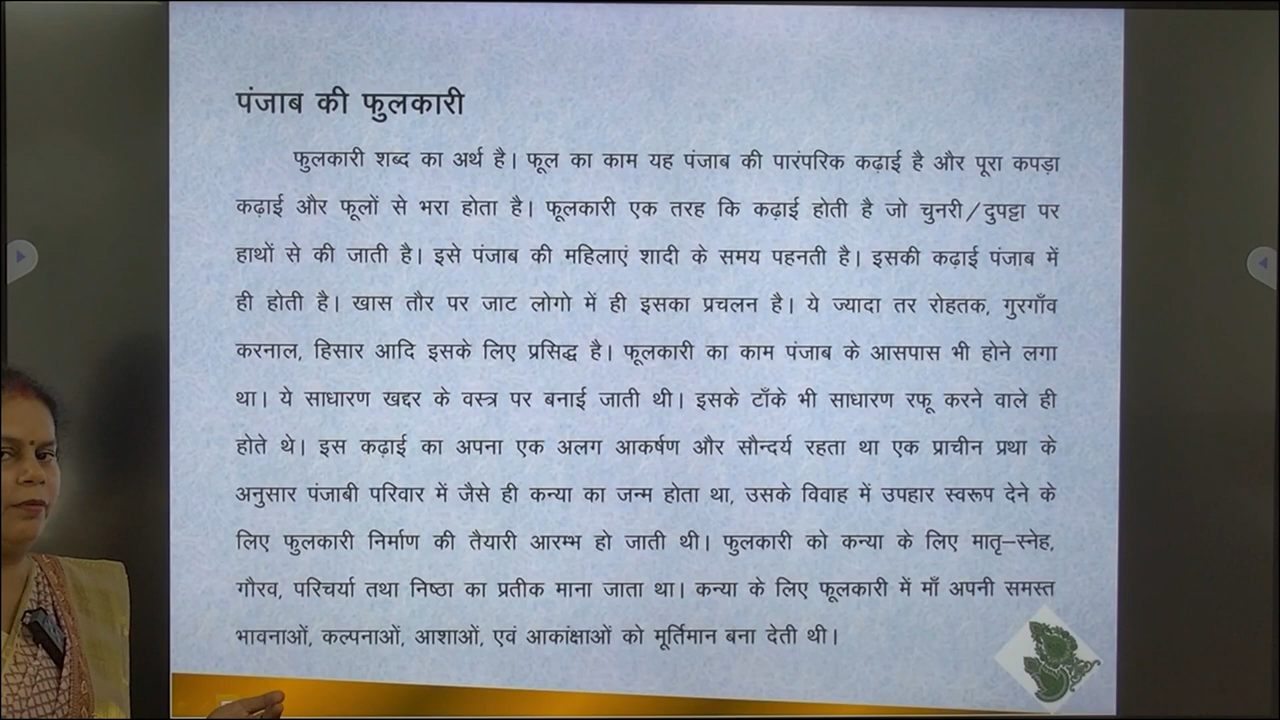 पंजाब की फुलकारी
फुलकारी शब्द का अर्थ है। फूल का काम यह पंजाब की पारंपरिक कढ़ाई है और पूरा कपड़ा
कढ़ाई और फूलों से भरा होता है। फूलकारी एक तरह कि कढ़ाई होती है जो चुनरी/दुपट्टा पर
हाथों से की जाती है। इसे पंजाब की महिलाएं शादी के समय पहनती है। इसकी कढ़ाई पंजाब में
ही होती है। खास तौर पर जाट लोगो में ही इसका प्रचलन है। ये ज्यादा तर रोहतक, गुरगाँव
करनाल, हिसार आदि इसके लिए प्रसिद्ध है। फूलकारी का काम पंजाब के आसपास भी होने लगा
था। ये साधारण खद्दर के वस्त्र पर बनाई जाती थी। इसके टाँके भी साधारण रफू करने वाले ही
होते थे। इस कढ़ाई का अपना एक अलग आकर्षण और सौन्दर्य रहता था एक प्राचीन प्रथा के
अनुसार पंजाबी परिवार में जैसे ही कन्या का जन्म होता था, उसके विवाह में उपहार स्वरूप देने के
लिए फुलकारी निर्माण की तैयारी आरम्भ हो जाती थी। फुलकारी को कन्या के लिए मातृ–स्नेह,
गौरव, परिचर्या तथा निष्ठा का प्रतीक माना जाता था। कन्या के लिए फूलकारी में माँ अपनी समस्त
भावनाओं, कल्पनाओं, आशाओं, एवं आकांक्षाओं को मूर्तिमान बना देती थी।